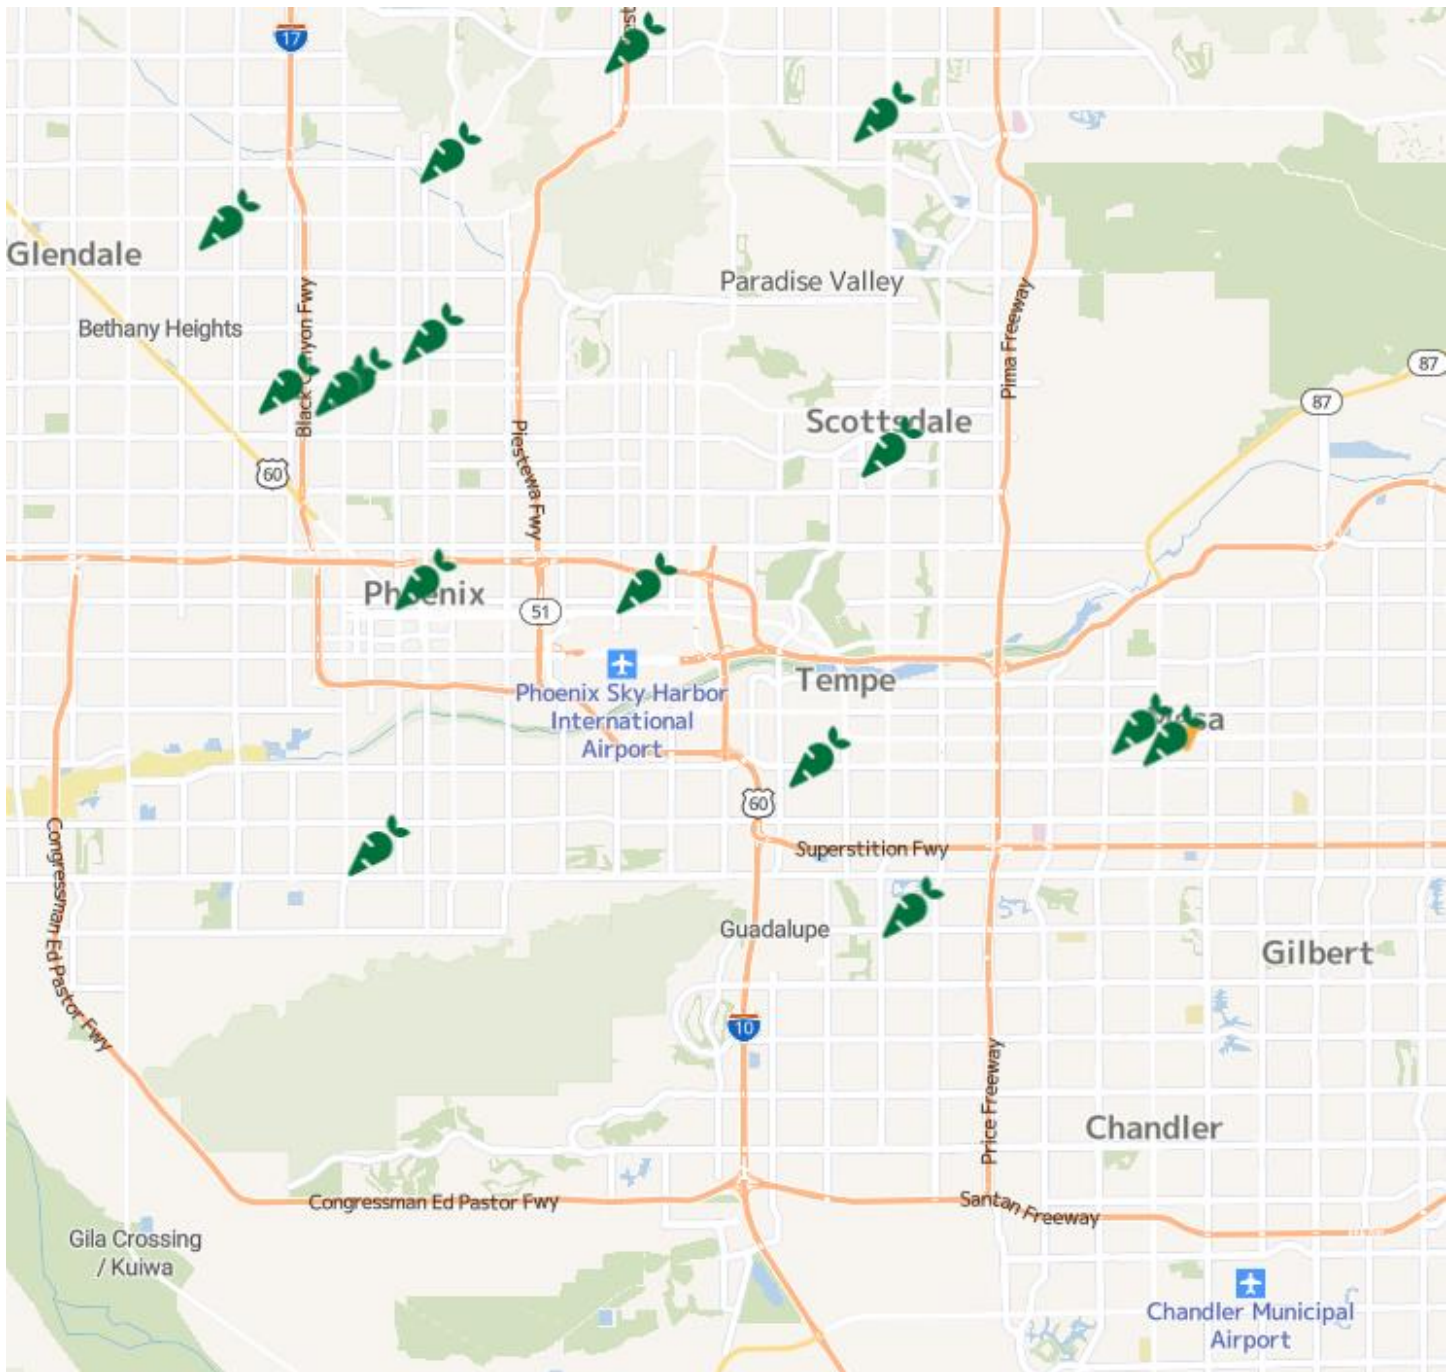 17
Glendale
Paradise Valley
Bethany Heights
Black Canyon Fwy
Pima Freeway
87
87
Scottsdale
60
Piestewa Fwy
Phoenix
51
Phoenix Sky Harbor
International
Airport
Tempe
Mesa
60
Superstition Fwy
Congressman Ed Pastor Fwy
Guadalupe
Gilbert
10
Price Freeway
Chandler
Congressman Ed Pastor Fwy
Santan Freeway
Gila Crossing
/ Kuiwa
Chandler Municipal
Airport